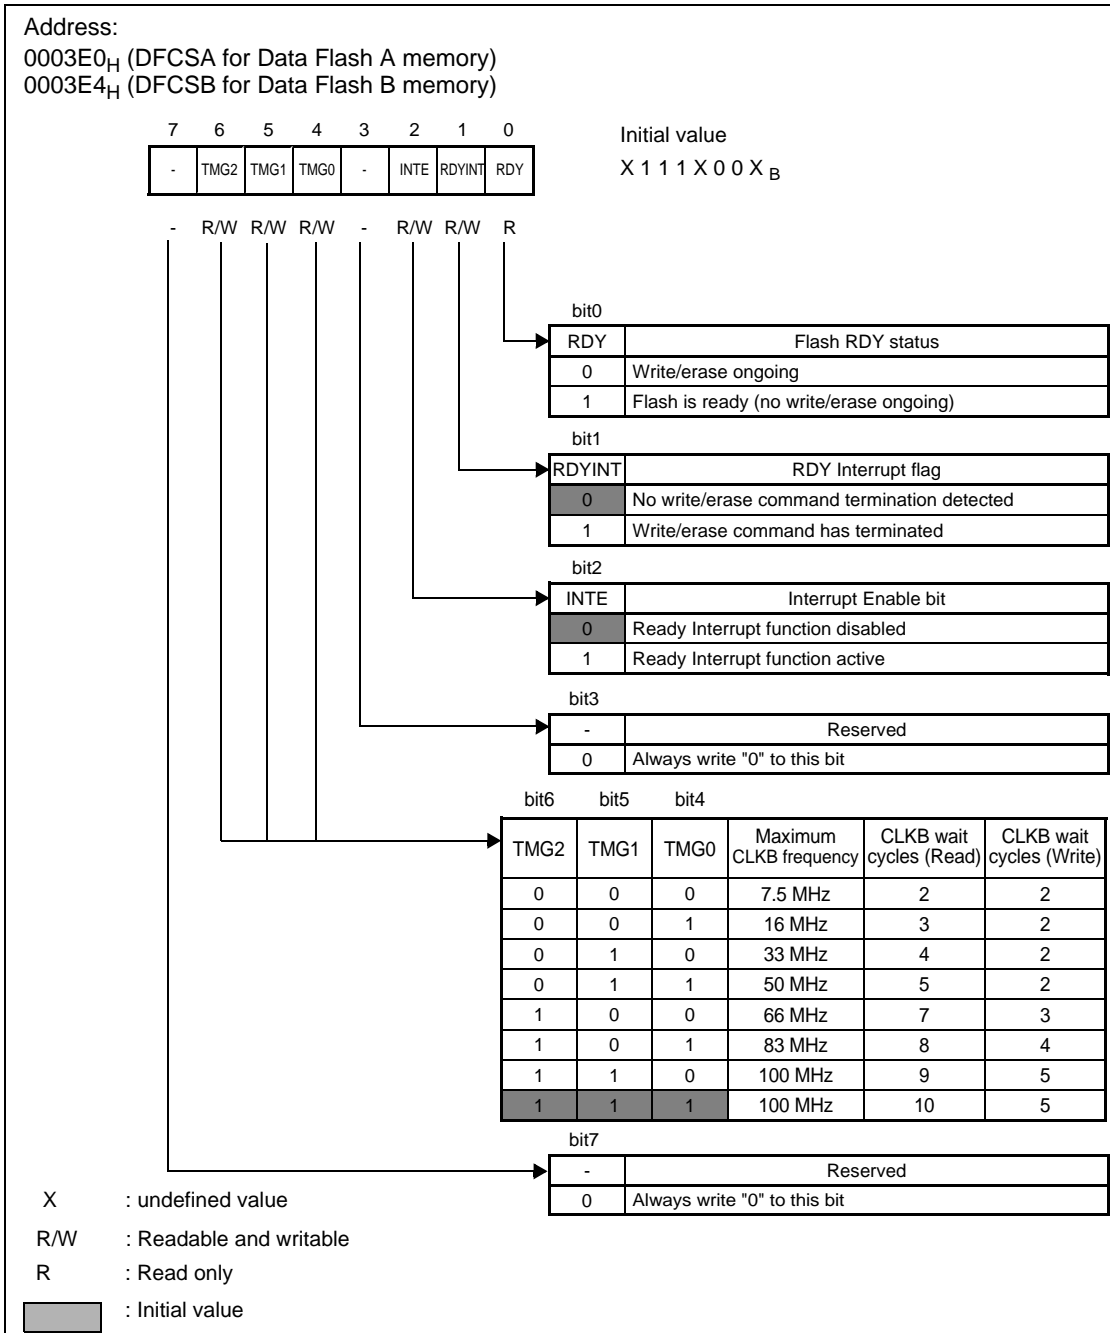 Address:
0003E0H (DFCSA for Data Flash A memory)
0003E4H (DFCSB for Data Flash B memory)
7 6 5 4 3 2 1 0
Initial value
- TMG2 TMG1 TMG0 - INTE RDYINT RDY
X 1 1 1 X 0 0 X B
- R/W R/W R/W - R/W R/W R
bit0
RDY Flash RDY status
0 Write/erase ongoing
1 Flash is ready (no write/erase ongoing)
bit1
RDYINT RDY Interrupt flag
0 No write/erase command termination detected
1 Write/erase command has terminated
bit2
INTE Interrupt Enable bit
0 Ready Interrupt function disabled
1 Ready Interrupt function active
bit3
- Reserved
0 Always write "0" to this bit
bit6 bit5 bit4
TMG2 TMG1 TMG0 Maximum CLKB frequency CLKB wait cycles (Read) CLKB wait cycles (Write)
0 0 0 7.5 MHz 2 2
0 0 1 16 MHz 3 2
0 1 0 33 MHz 4 2
0 1 1 50 MHz 5 2
1 0 0 66 MHz 7 3
1 0 1 83 MHz 8 4
1 1 0 100 MHz 9 5
1 1 1 100 MHz 10 5
bit7
- Reserved
0 Always write "0" to this bit
X : undefined value
R/W : Readable and writable
R : Read only
: Initial value